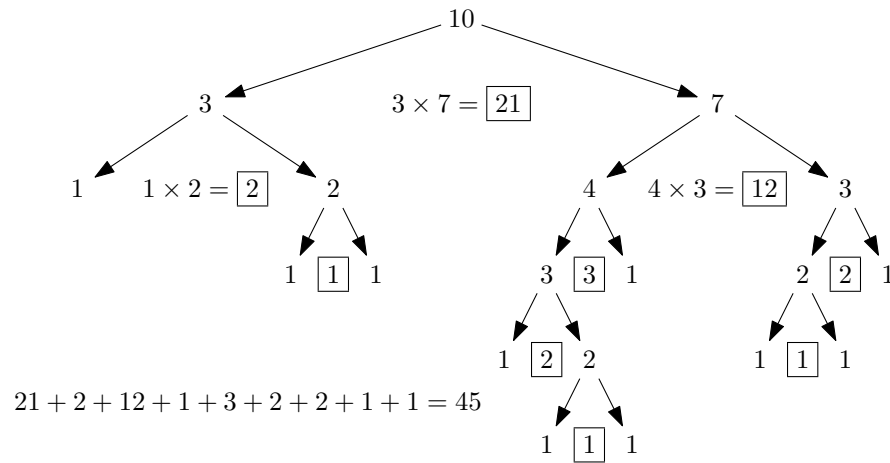 10
3 3 × 7 = 21 7
1 1 × 2 = 2 2 4 4 × 3 = 12 3
1 1 1 3 3 1 2 2 1
1 2 2 1 1 1
21 + 2 + 12 + 1 + 3 + 2 + 2 + 1 + 1 = 45
1 1 1